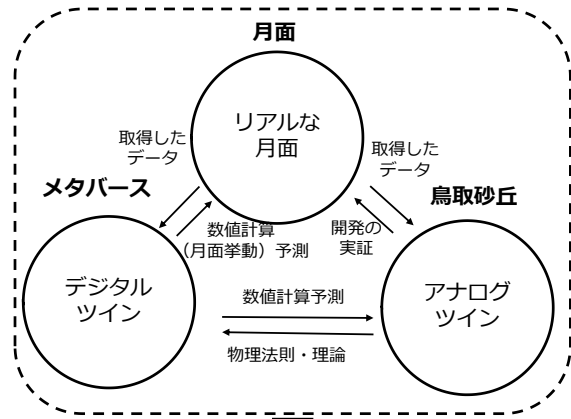 月面
リアルな
月面
取得した
データ
取得した
データ
メタバース
鳥取砂丘
数値計算
（月面挙動）予測
開発の
実証
デジタル
ツイン
数値計算予測
アナログ
ツイン
物理法則・理論